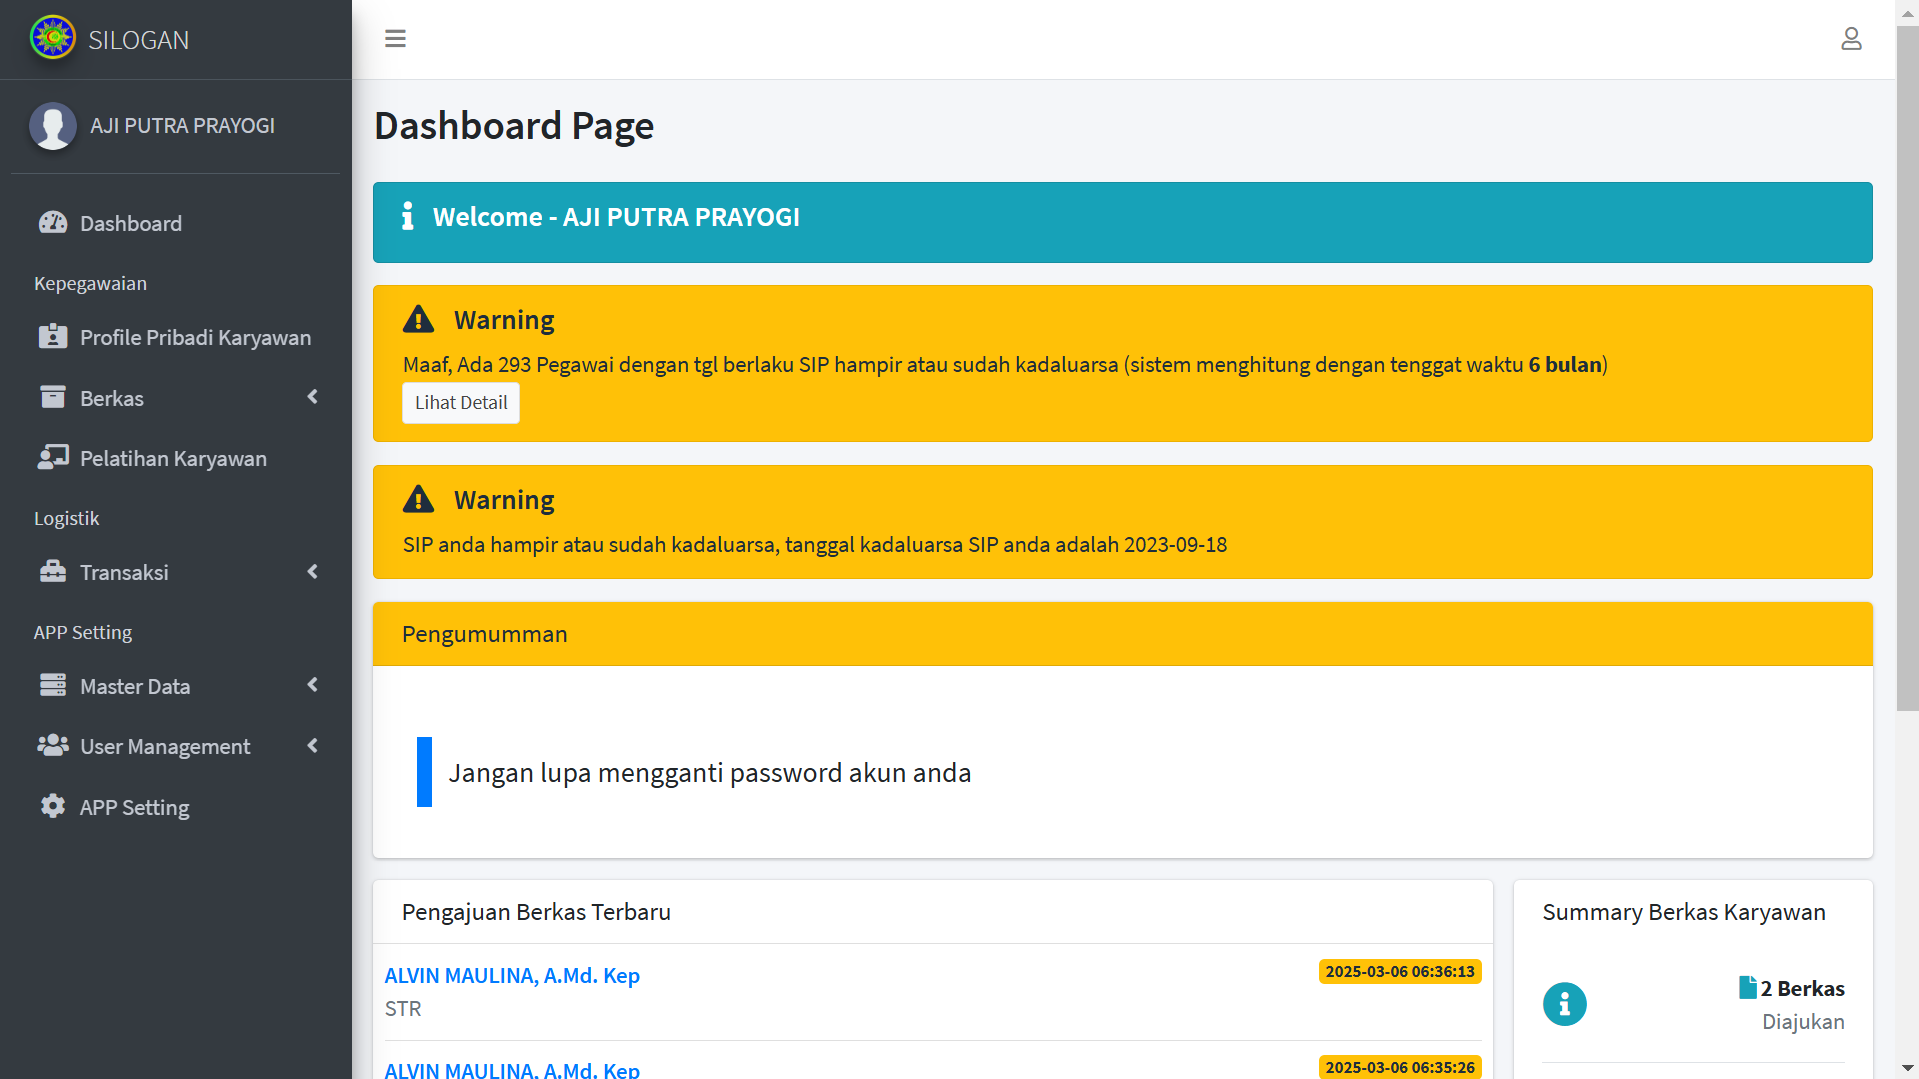 SILOGAN
AJI PUTRA PRAYOGI
Dashboard
Kepegawaian
Profile Pribadi Karyawan
Berkas
Pelatihan Karyawan
Logistik
Transaksi
APP Setting
Master Data
User Management
APP Setting
Dashboard Page
Welcome - AJI PUTRA PRAYOGI
Warning
Maaf, Ada 293 Pegawai dengan tgl berlaku SIP hampir atau sudah kadaluarsa (sistem menghitung dengan tenggat waktu 6 bulan)
Lihat Detail
Warning
SIP anda hampir atau sudah kadaluarsa, tanggal kadaluarsa SIP anda adalah 2023-09-18
Pengumumman
Jangan lupa mengganti password akun anda
Pengajuan Berkas Terbaru
ALVIN MAULINA, A.Md. Kep 2025-03-06 06:36:13
STR
ALVIN MAULINA, A.Md. Kep 2025-03-06 06:35:26
Summary Berkas Karyawan
2 Berkas
Diajukan